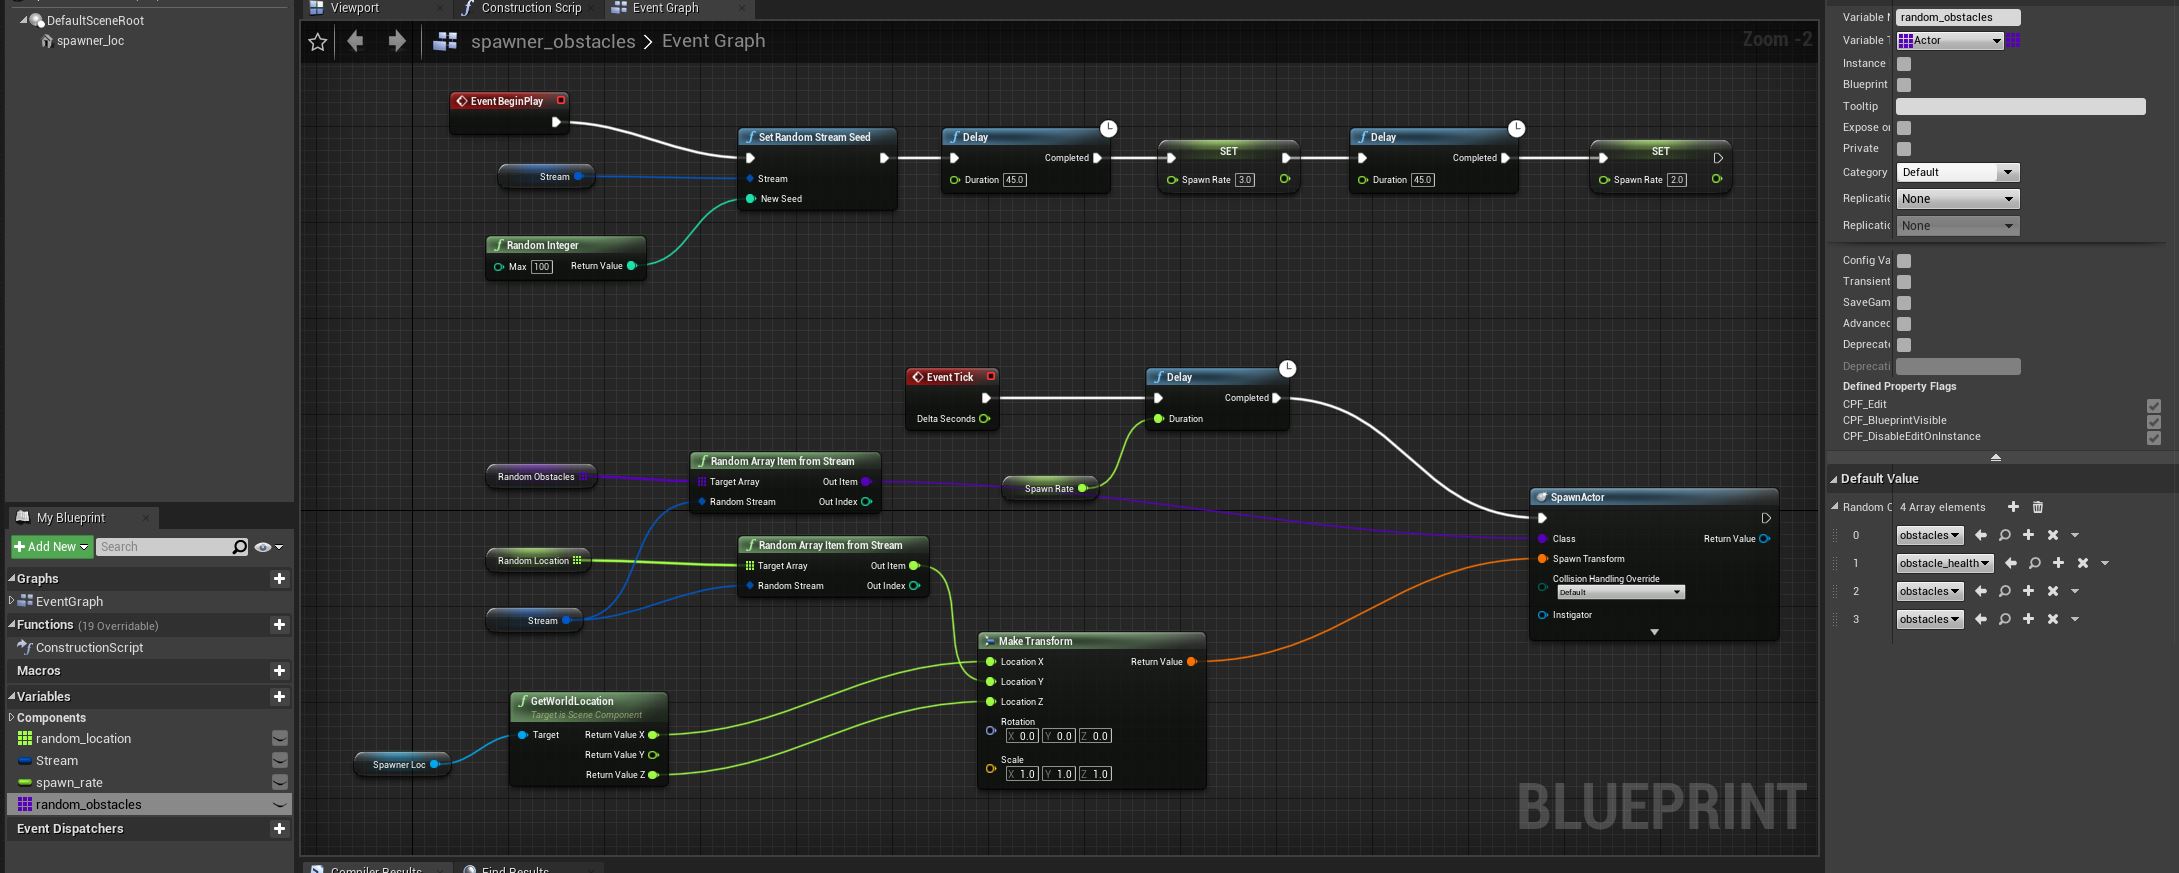 DefaultSceneRoot
spawner_loc
My Blueprint
Add New
Search
Graphs
EventGraph
Functions (19 Overridable)
ConstructionScript
Macros
Variables
Components
random_location
Stream
spawn_rate
random_obstacles
Event Dispatchers
Viewport
Construction Scrip
Event Graph
spawner_obstacles > Event Graph
Zoom -2
Event BeginPlay
Stream
Random Integer
Max 100 Return Value
Set Random Stream Seed
Stream
New Seed
Delay
Completed
Duration 45.0
SET
Spawn Rate 3.0
Delay
Completed
Duration 45.0
SET
Spawn Rate 2.0
Event Tick
Delta Seconds
Delay
Completed
Duration
Random Obstacles
Random Array Item from Stream
Target Array Out Item
Random Stream Out Index
Spawn Rate
Random Location
Random Array Item from Stream
Target Array Out Item
Random Stream Out Index
Stream
SpawnActor
Class Return Value
Spawn Transform
Collision Handling Override
Default
Instigator
Make Transform
Location X Return Value
Location Y
Location Z
Rotation
X 0.0 Y 0.0 Z 0.0
Scale
X 1.0 Y 1.0 Z 1.0
GetWorldLocation
Target is Scene Component
Target Return Value X
Return Value Y
Return Value Z
Spawner Loc
BLUEPRINT
Compiler Results
Find Results
Variable N random_obstacles
Variable T Actor
Instance
Blueprint
Tooltip
Expose on
Private
Category Default
Replicatio None
Replicatio None
Config Va
Transient
SaveGam
Advanced
Deprecate
Deprecati
Defined Property Flags
CPF_Edit
CPF_BlueprintVisible
CPF_DisableEditOnInstance
Default Value
Random O 4 Array elements
0 obstacles
1 obstacle_health
2 obstacles
3 obstacles